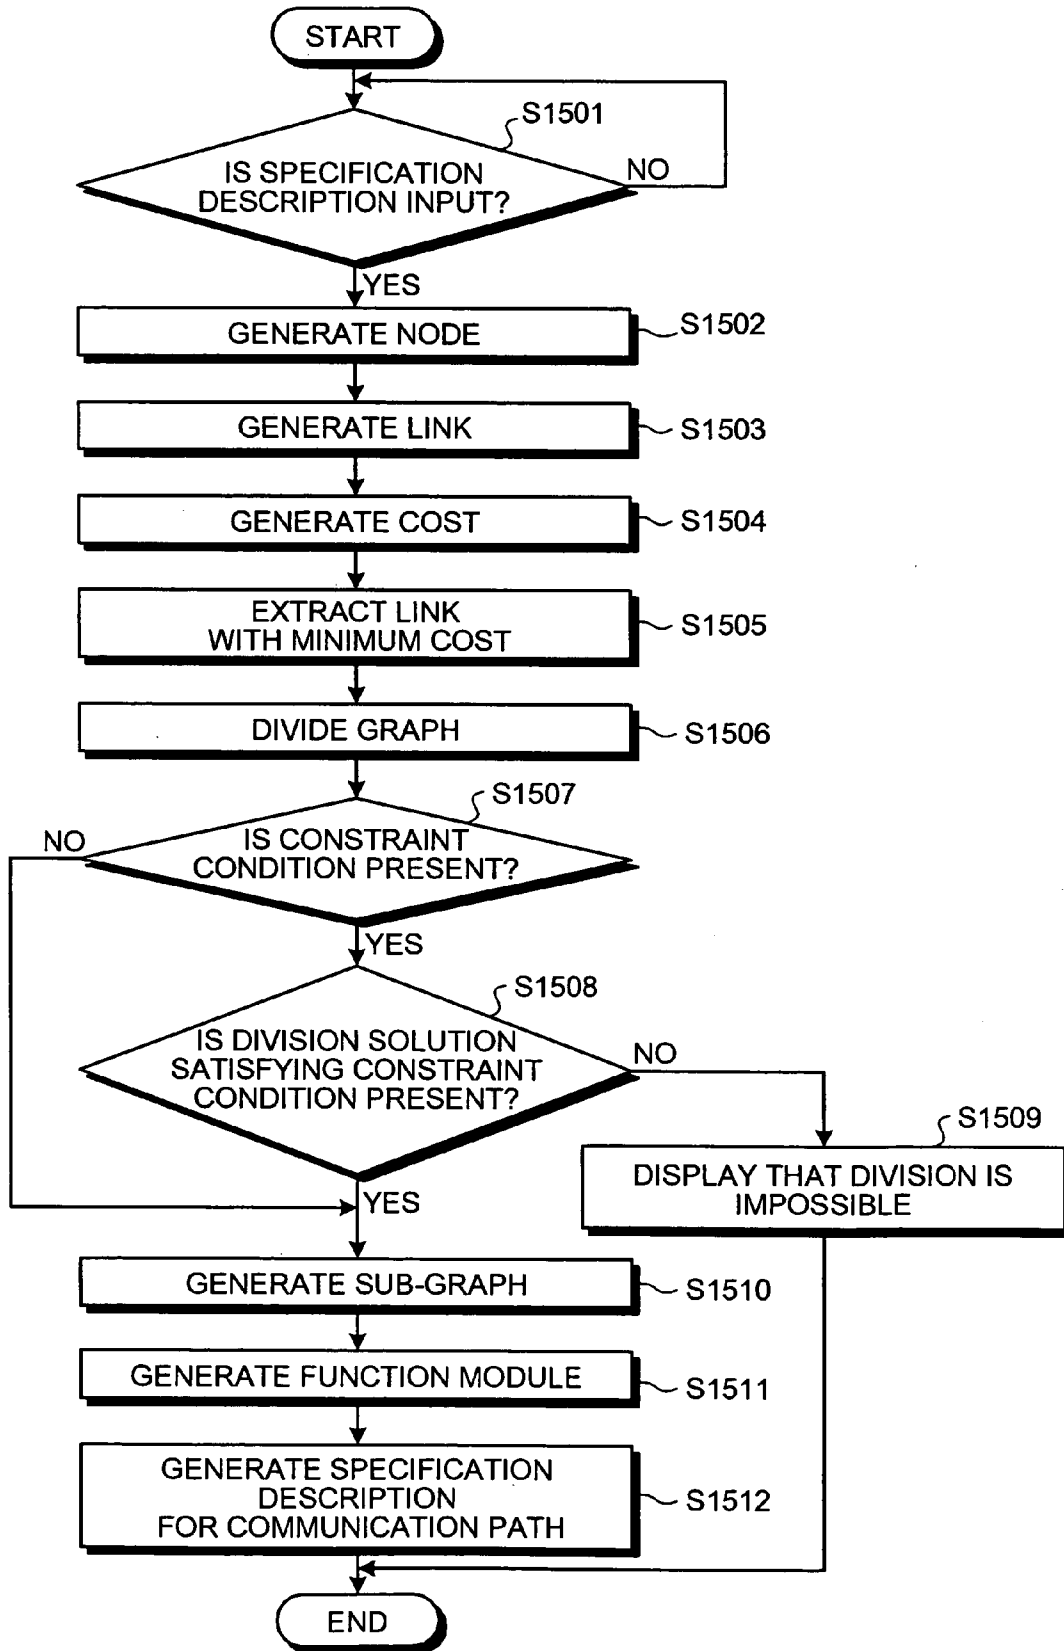 START
S1501
IS SPECIFICATION
DESCRIPTION INPUT?
NO
YES
GENERATE NODE
S1502
GENERATE LINK
S1503
GENERATE COST
S1504
EXTRACT LINK
WITH MINIMUM COST
S1505
DIVIDE GRAPH
S1506
S1507
NO
IS CONSTRAINT
CONDITION PRESENT?
YES
S1508
IS DIVISION SOLUTION
SATISFYING CONSTRAINT
CONDITION PRESENT?
NO
S1509
DISPLAY THAT DIVISION IS
IMPOSSIBLE
YES
GENERATE SUB-GRAPH
S1510
GENERATE FUNCTION MODULE
S1511
GENERATE SPECIFICATION
DESCRIPTION
FOR COMMUNICATION PATH
S1512
END